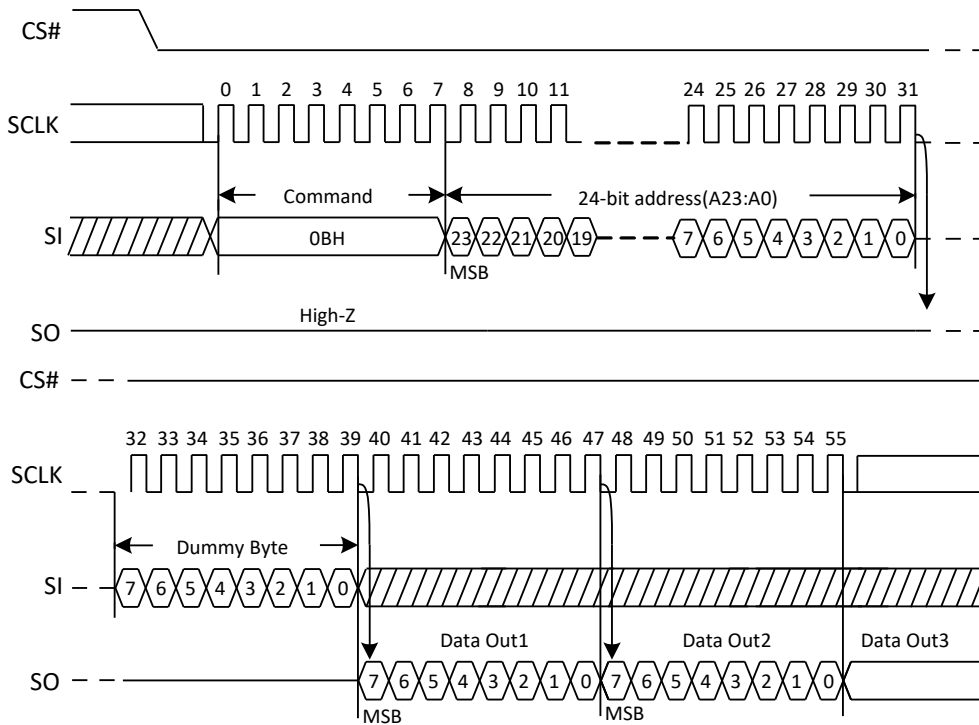 CS#
0 1 2 3 4 5 6 7 8 9 10 11 24 25 26 27 28 29 30 31
SCLK
Command 24-bit address(A23:A0)
SI 0BH 23 22 21 20 19 7 6 5 4 3 2 1 0
MSB
High-Z
SO
CS#
32 33 34 35 36 37 38 39 40 41 42 43 44 45 46 47 48 49 50 51 52 53 54 55
SCLK
Dummy Byte
SI 7 6 5 4 3 2 1 0
Data Out1 Data Out2 Data Out3
SO 7 6 5 4 3 2 1 0 7 6 5 4 3 2 1 0
MSB MSB